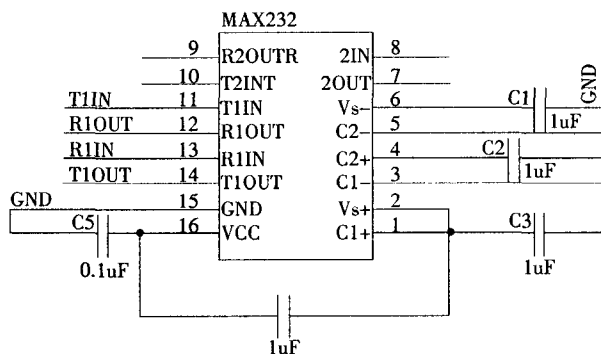 MAX232
9 R2OUTR 2IN 8
10 T2INT 2OUT 7
T1IN 11 T1IN Vs- 6 C1 1uF GND
R1OUT 12 R1OUT C2- 5
R1IN 13 R1IN C2+ 4 C2 1uF
T1OUT 14 T1OUT C1- 3
GND 15 GND Vs+ 2
C5 0.1uF 16 VCC C1+ 1 C3 1uF
1uF